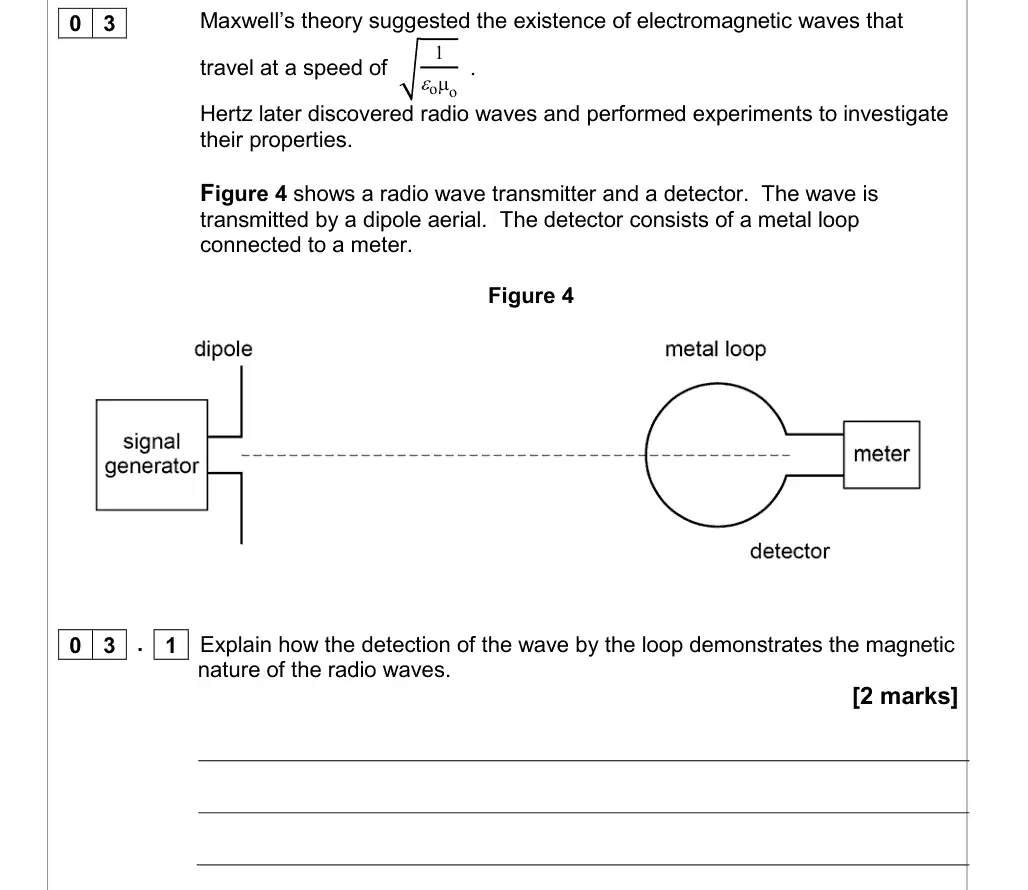 0 3 Maxwell's theory suggested the existence of electromagnetic waves that
travel at a speed of √(1/ε₀μ₀) .
Hertz later discovered radio waves and performed experiments to investigate
their properties.
Figure 4 shows a radio wave transmitter and a detector. The wave is
transmitted by a dipole aerial. The detector consists of a metal loop
connected to a meter.
Figure 4
dipole
metal loop
signal
generator
meter
detector
0 3 . 1 Explain how the detection of the wave by the loop demonstrates the magnetic
nature of the radio waves.
[2 marks]